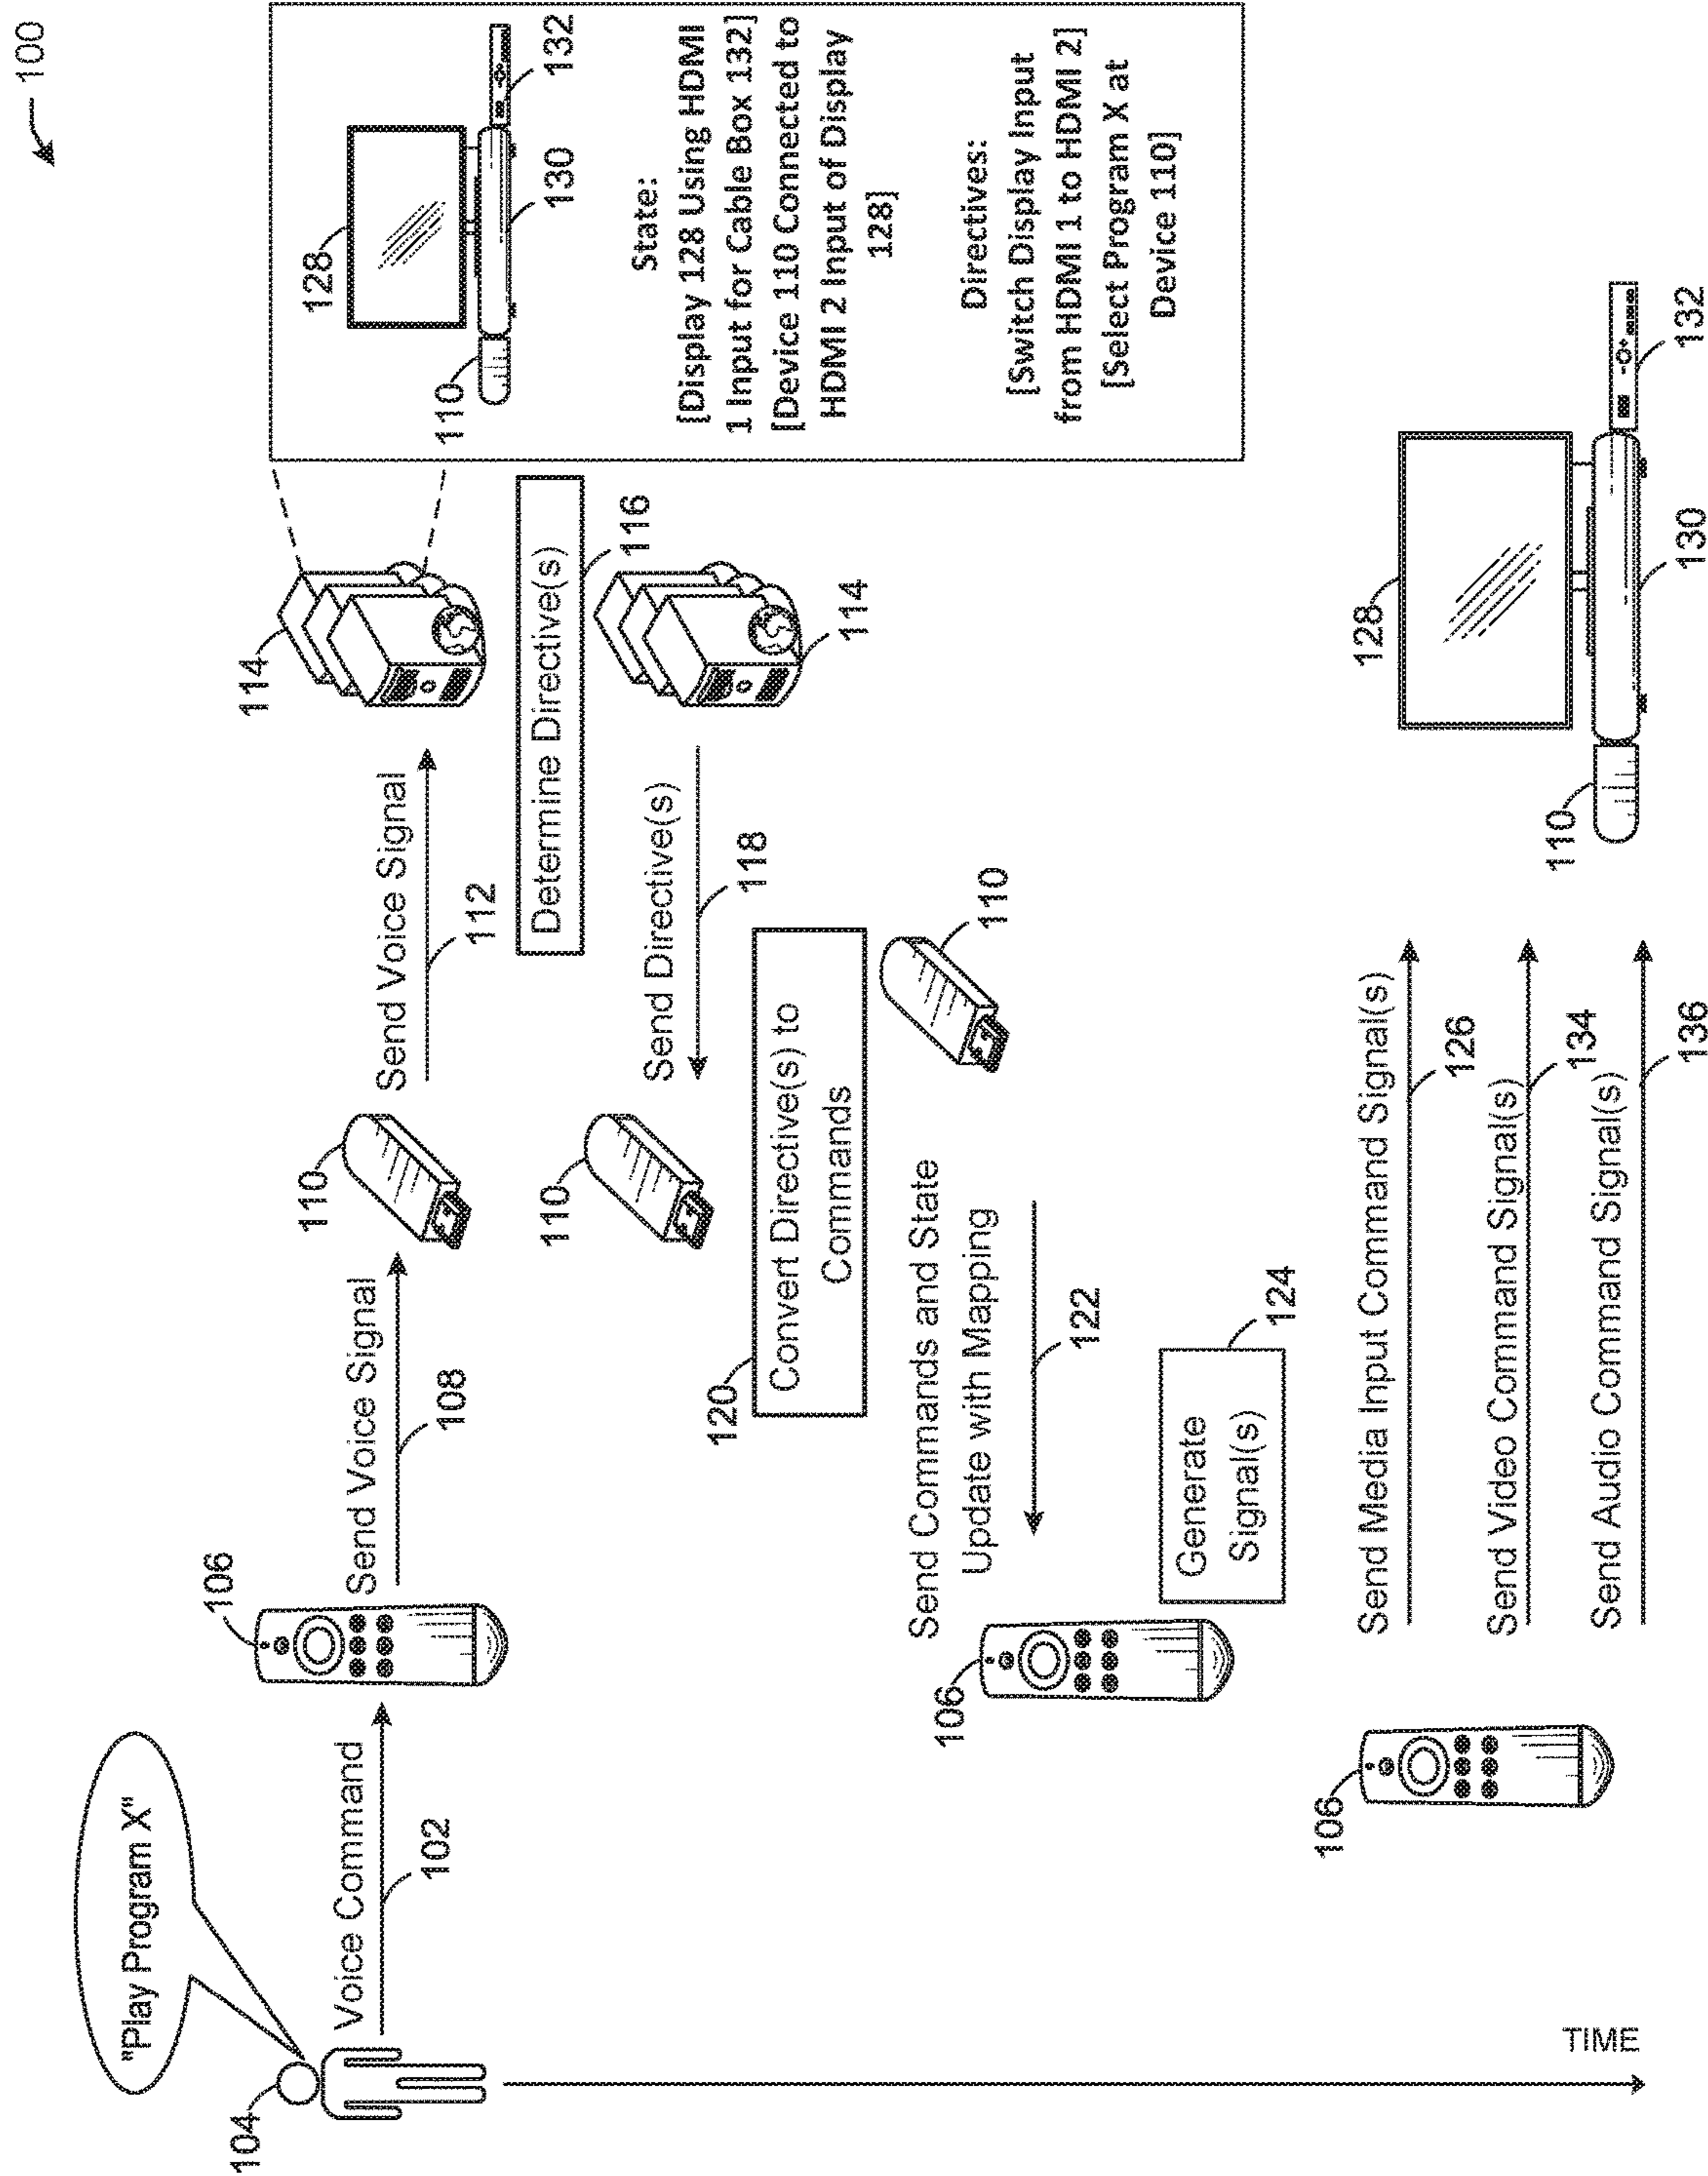 100
"Play Program X"
104
Voice Command
102
106
Send Voice Signal
108
110
Send Voice Signal
112
114
128
110
130
132
State:
[Display 128 Using HDMI
1 Input for Cable Box 132]
[Device 110 Connected to
HDMI 2 Input of Display
128]
Directives:
[Switch Display Input
from HDMI 1 to HDMI 2]
[Select Program X at
Device 110]
Determine Directive(s)
116
110
Send Directive(s)
118
114
120
Convert Directive(s) to
Commands
110
Send Commands and State
Update with Mapping
122
106
Generate
Signal(s)
124
106
Send Media Input Command Signal(s)
126
Send Video Command Signal(s)
134
Send Audio Command Signal(s)
136
128
110
130
132
TIME